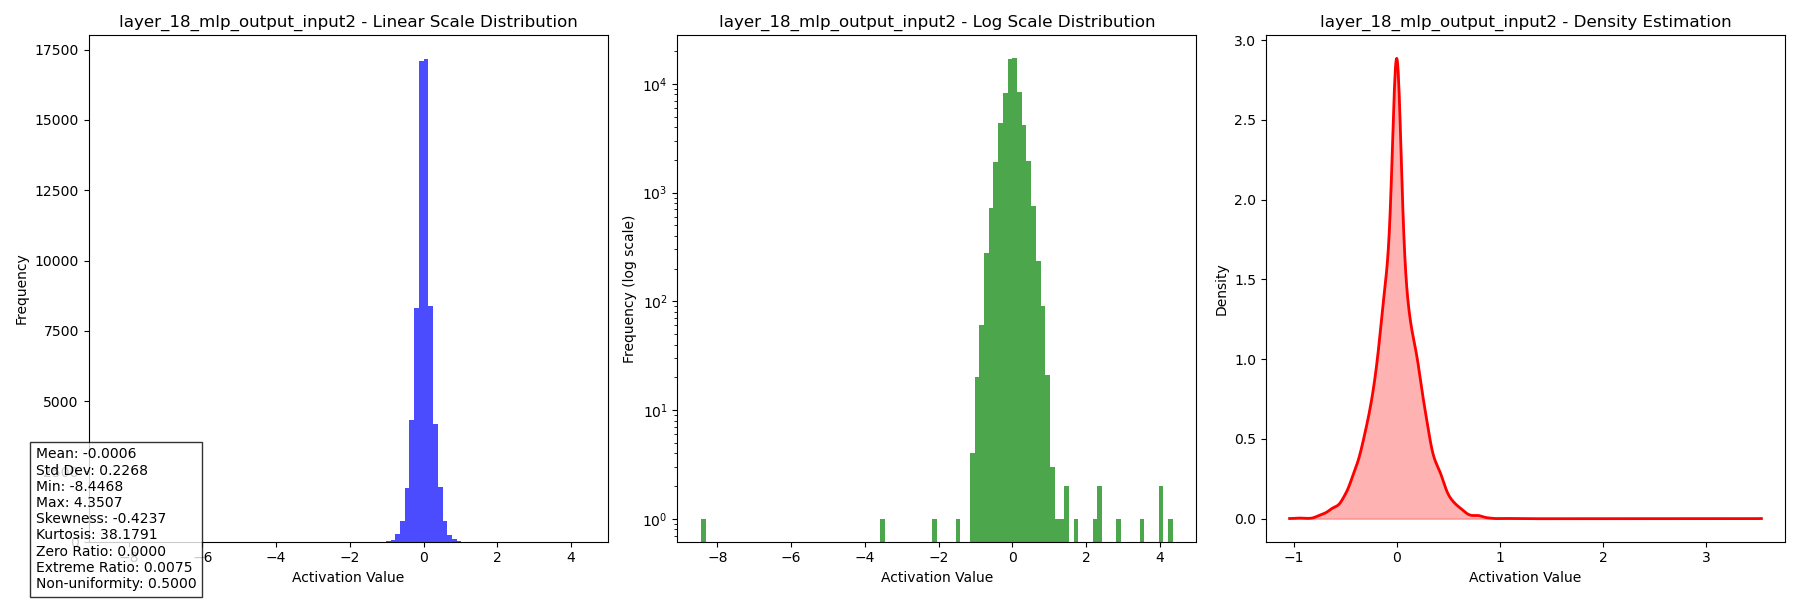 layer_18_mlp_output_input2 - Linear Scale Distribution
17500
15000
12500
10000
7500
5000
Frequency
−6
−4
−2
0
2
4
Activation Value
Mean: -0.0006
Std Dev: 0.2268
Min: -8.4468
Max: 4.3507
Skewness: -0.4237
Kurtosis: 38.1791
Zero Ratio: 0.0000
Extreme Ratio: 0.0075
Non-uniformity: 0.5000
layer_18_mlp_output_input2 - Log Scale Distribution
10^4
10^3
10^2
10^1
10^0
Frequency (log scale)
−8
−6
−4
−2
0
2
4
Activation Value
layer_18_mlp_output_input2 - Density Estimation
3.0
2.5
2.0
1.5
1.0
0.5
0.0
Density
−1
0
1
2
3
Activation Value